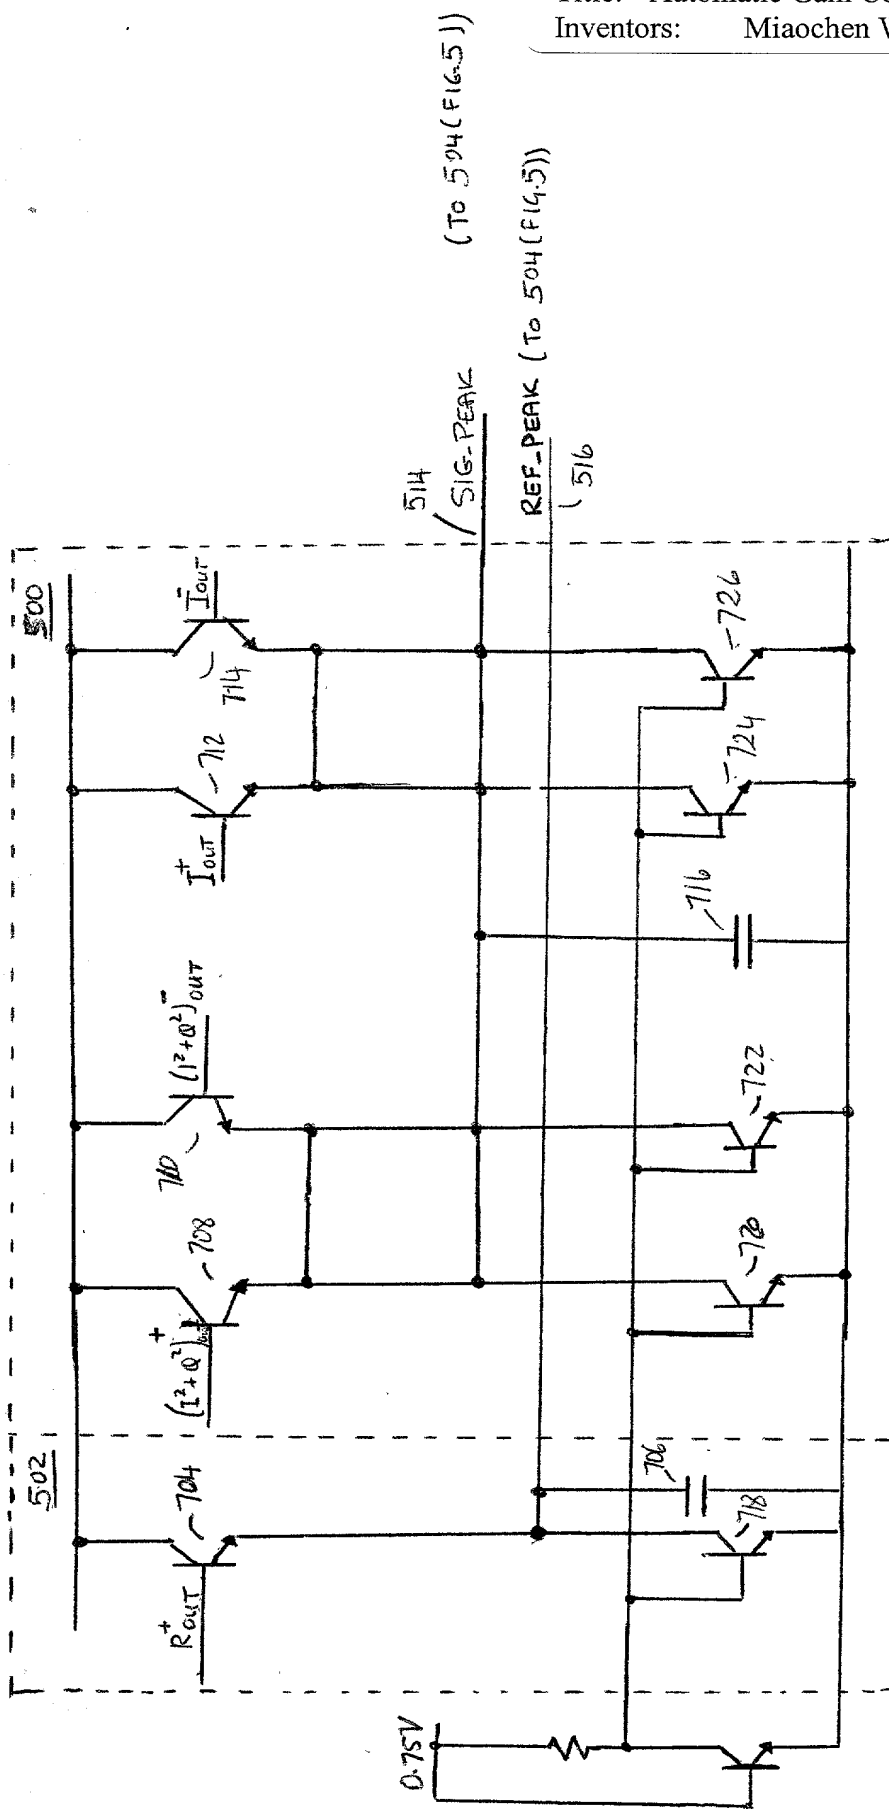 Inventors: Miaochen
(To 504(FIG.5))
514
SIG-PEAK
REF-PEAK (To 504(FIG.5))
516
500
I⁻OUT
714
712
I⁺OUT
(I²+Q²)⁻OUT
710
708
(I²+Q²)⁺OUT
502
704
R⁺OUT
726
724
716
722
720
706
718
0.75V